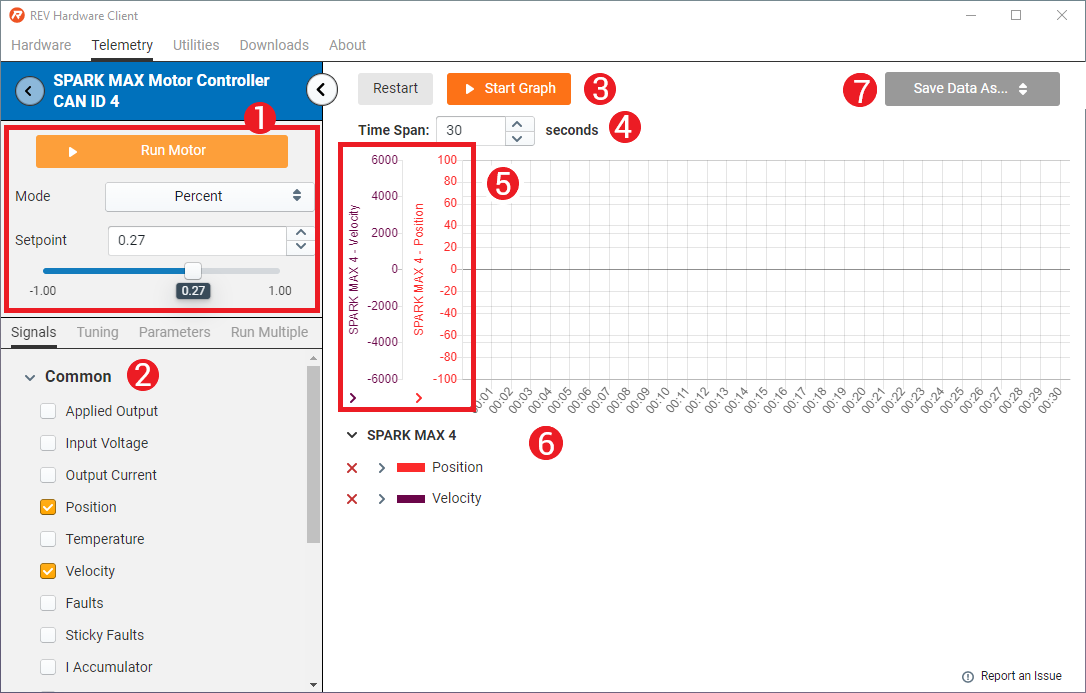 REV Hardware Client
Hardware Telemetry Utilities Downloads About
SPARK MAX Motor Controller
CAN ID 4
1
Run Motor
Mode Percent
Setpoint 0.27
-1.00 0.27 1.00
Signals Tuning Parameters Run Multiple
Common 2
Applied Output
Input Voltage
Output Current
Position
Temperature
Velocity
Faults
Sticky Faults
I Accumulator
Restart Start Graph 3 7 Save Data As...
Time Span: 30 seconds 4
5
SPARK MAX 4 - Velocity
6000
4000
2000
0
-2000
-4000
-6000
SPARK MAX 4 - Position
100
80
60
40
20
0
-20
-40
-60
-80
-100
00:01 00:02 00:03 00:04 00:05 00:06 00:07 00:08 00:09 00:10 00:11 00:12 00:13 00:14 00:15 00:16 00:17 00:18 00:19 00:20 00:21 00:22 00:23 00:24 00:25 00:26 00:27 00:28 00:29 00:30
SPARK MAX 4 6
Position
Velocity
Report an Issue